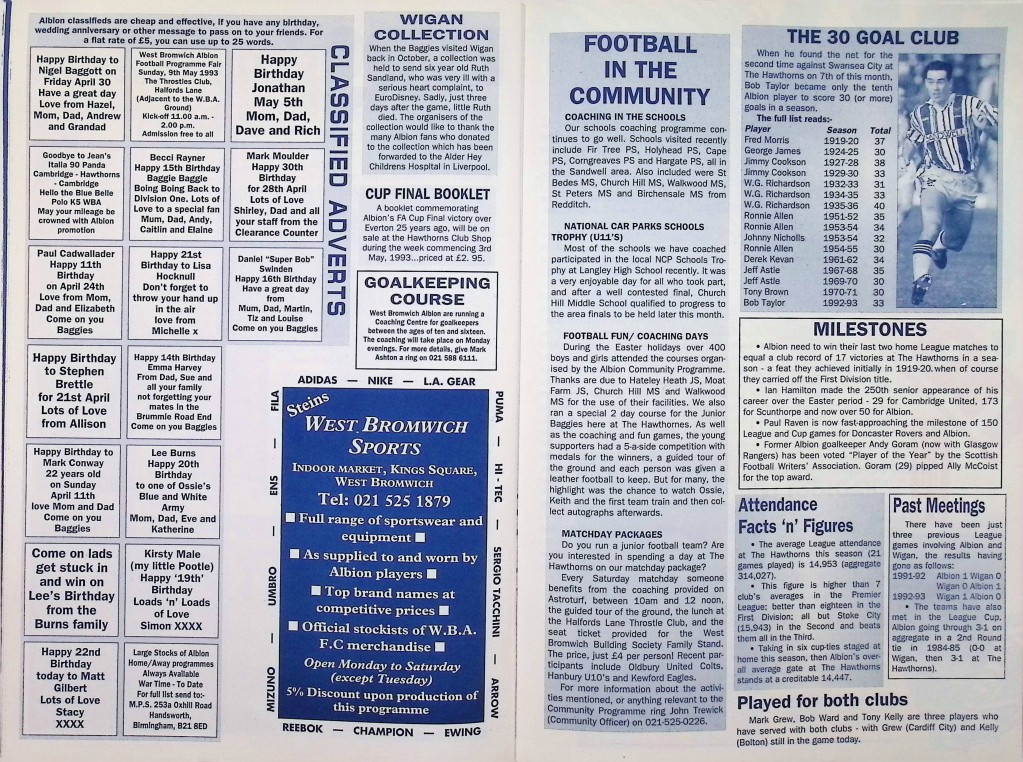 Albion classifieds are cheap and effective, if you have any birthday,
wedding anniversary or other message to pass on to your friends. For
a flat rate of £5, you can use up to 25 words.
CLASSIFIED ADVERTS
Happy Birthday to
Nigel Baggott on
Friday April 30
Have a great day
Love from Hazel,
Mom, Dad, Andrew
and Grandad
West Bromwich Albion
Football Programme Fair
Sunday, 9th May 1993
The Throstles Club,
Halfords Lane
(Adjacent to the W.B.A.
Ground)
Kick-off 11.00 a.m. -
2.00 p.m.
Admission free to all
Happy
Birthday
Jonathan
May 5th
Mom, Dad,
Dave and Rich
Goodbye to Jean's
Italia 90 Panda
Cambridge - Hawthorns
- Cambridge
Hello the Blue Belle
Polo K5 WBA
May your mileage be
crowned with Albion
promotion
Becci Rayner
Happy 15th Birthday
Baggie Baggie
Boing Boing Back to
Division One. Lots of
Love to a special fan
Mum, Dad, Andy,
Caitlin and Elaine
Mark Moulder
Happy 30th
Birthday
for 28th April
Lots of Love
Shirley, Dad and all
your staff from the
Clearance Counter
Paul Cadwallader
Happy 11th
Birthday
on April 24th
Love from Mom,
Dad and Elizabeth
Come on you
Baggies
Happy 21st
Birthday to Lisa
Hocknull
Don't forget to
throw your hand up
in the air
love from
Michelle x
Daniel "Super Bob"
Swinden
Happy 16th Birthday
Have a great day
from
Mum, Dad, Martin,
Tiz and Louise
Come on you Baggies
Happy Birthday
to Stephen
Brettle
for 21st April
Lots of Love
from Allison
Happy 14th Birthday
Emma Harvey
From Dad, Sue and
all your family
not forgetting your
mates in the
Brummie Road End
Come on you Baggies
Happy Birthday to
Mark Conway
22 years old
on Sunday
April 11th
love Mom and Dad
Come on you
Baggies
Lee Burns
Happy 20th
Birthday
to one of Ossie's
Blue and White
Army
Mom, Dad, Eve and
Katherine
Come on lads
get stuck in
and win on
Lee's Birthday
from the
Burns family
Kirsty Male
(my little Pootle)
Happy '19th'
Birthday
Loads 'n' Loads
of Love
Simon XXXX
Happy 22nd
Birthday
today to Matt
Gilbert
Lots of Love
Stacy
XXXX
Large Stocks of Albion
Home/Away programmes
Always Available
War Time - To Date
For full list send to:-
M.P.S. 253a Oxhill Road
Handsworth,
Birmingham, B21 8ED
WIGAN
COLLECTION
When the Baggies visited Wigan
back in October, a collection was
held to send six year old Ruth
Sandland, who was very ill with a
serious heart complaint, to
EuroDisney. Sadly, just three
days after the game, little Ruth
died. The organisers of the
collection would like to thank the
many Albion fans who donated
to the collection which has been
forwarded to the Alder Hey
Childrens Hospital in Liverpool.
CUP FINAL BOOKLET
A booklet commemorating
Albion's FA Cup Final victory over
Everton 25 years ago, will be on
sale at the Hawthorns Club Shop
during the week commencing 3rd
May, 1993...priced at £2. 95.
GOALKEEPING
COURSE
West Bromwich Albion are running a
Coaching Centre for goalkeepers
between the ages of ten and sixteen.
The coaching will take place on Monday
evenings. For more details, give Mark
Ashton a ring on 021 588 6111.
ADIDAS — NIKE — L.A. GEAR
FILA — ENS — UMBRO — MIZUNO
PUMA — HI - TEC — SERGIO TACCHINI — ARROW
Steins
WEST BROMWICH
SPORTS
INDOOR MARKET, KINGS SQUARE,
WEST BROMWICH
Tel: 021 525 1879
■ Full range of sportswear and
equipment ■
■ As supplied to and worn by
Albion players ■
■ Top brand names at
competitive prices ■
■ Official stockists of W.B.A.
F.C merchandise ■
Open Monday to Saturday
(except Tuesday)
5% Discount upon production of
this programme
REEBOK — CHAMPION — EWING
FOOTBALL
IN THE
COMMUNITY
COACHING IN THE SCHOOLS
Our schools coaching programme con-
tinues to go well. Schools visited recently
include Fir Tree PS, Holyhead PS, Cape
PS, Corngreaves PS and Hargate PS, all in
the Sandwell area. Also included were St
Bedes MS, Church Hill MS, Walkwood MS,
St Peters MS and Birchensale MS from
Redditch.
NATIONAL CAR PARKS SCHOOLS
TROPHY (U11'S)
Most of the schools we have coached
participated in the local NCP Schools Tro-
phy at Langley High School recently. It was
a very enjoyable day for all who took part,
and after a well contested final, Church
Hill Middle School qualified to progress to
the area finals to be held later this month.
FOOTBALL FUN/ COACHING DAYS
During the Easter holidays over 400
boys and girls attended the courses organ-
ised by the Albion Community Programme.
Thanks are due to Hateley Heath JS, Moat
Farm JS, Church Hill MS and Walkwood
MS for the use of their facilities. We also
ran a special 2 day course for the Junior
Baggies here at The Hawthornes. As well
as the coaching and fun games, the young
supporters had a 5-a-side competition with
medals for the winners, a guided tour of
the ground and each person was given a
leather football to keep. But for many, the
highlight was the chance to watch Ossie,
Keith and the first team train and then col-
lect autographs afterwards.
MATCHDAY PACKAGES
Do you run a junior football team? Are
you interested in spending a day at The
Hawthorns on our matchday package?
Every Saturday matchday someone
benefits from the coaching provided on
Astroturf, between 10am and 12 noon,
the guided tour of the ground, the lunch at
the Halfords Lane Throstle Club, and the
seat ticket provided for the West
Bromwich Building Society Family Stand.
The price, just £4 per person! Recent par-
ticipants include Oldbury United Colts,
Hanbury U10's and Kewford Eagles.
For more information about the activi-
ties mentioned, or anything relevant to the
Community Programme ring John Trewick
(Community Officer) on 021-525-0226.
THE 30 GOAL CLUB
When he found the net for the
second time against Swansea City at
The Hawthorns on 7th of this month,
Bob Taylor became only the tenth
Albion player to score 30 (or more)
goals in a season.
The full list reads:-
Player Season Total
Fred Morris 1919-20 37
George James 1924-25 30
Jimmy Cookson 1927-28 38
Jimmy Cookson 1929-30 33
W.G. Richardson 1932-33 31
W.G. Richardson 1934-35 33
W.G. Richardson 1935-36 40
Ronnie Allen 1951-52 35
Ronnie Allen 1953-54 34
Johnny Nicholls 1953-54 32
Ronnie Allen 1954-55 30
Derek Kevan 1961-62 34
Jeff Astle 1967-68 35
Jeff Astle 1969-70 30
Tony Brown 1970-71 30
Bob Taylor 1992-93 33
MILESTONES
• Albion need to win their last two home League matches to
equal a club record of 17 victories at The Hawthorns in a sea-
son - a feat they achieved initially in 1919-20.when of course
they carried off the First Division title.
• Ian Hamilton made the 250th senior appearance of his
career over the Easter period - 29 for Cambridge United, 173
for Scunthorpe and now over 50 for Albion.
• Paul Raven is now fast-approaching the milestone of 150
League and Cup games for Doncaster Rovers and Albion.
• Former Albion goalkeeper Andy Goram (now with Glasgow
Rangers) has been voted "Player of the Year" by the Scottish
Football Writers' Association. Goram (29) pipped Ally McCoist
for the top award.
Attendance
Facts 'n' Figures
• The average League attendance
at The Hawthorns this season (21
games played) is 14,953 (aggregate
314,027).
• This figure is higher than 7
club's averages in the Premier
League: better than eighteen in the
First Division; all but Stoke City
(15,943) in the Second and beats
them all in the Third.
• Taking in six cup-ties staged at
home this season, then Albion's over-
all average gate at The Hawthorns
stands at a creditable 14,447.
Past Meetings
There have been just
three previous League
games involving Albion and
Wigan, the results having
gone as follows:
1991-92 Albion 1 Wigan 0
Wigan 0 Albion 1
1992-93 Wigan 1 Albion 0
• The teams have also
met in the League Cup,
Albion going through 3-1 on
aggregate in a 2nd Round
tie in 1984-85 (0-0 at
Wigan, then 3-1 at The
Hawthorns).
Played for both clubs
Mark Grew, Bob Ward and Tony Kelly are three players who
have served with both clubs - with Grew (Cardiff City) and Kelly
(Bolton) still in the game today.